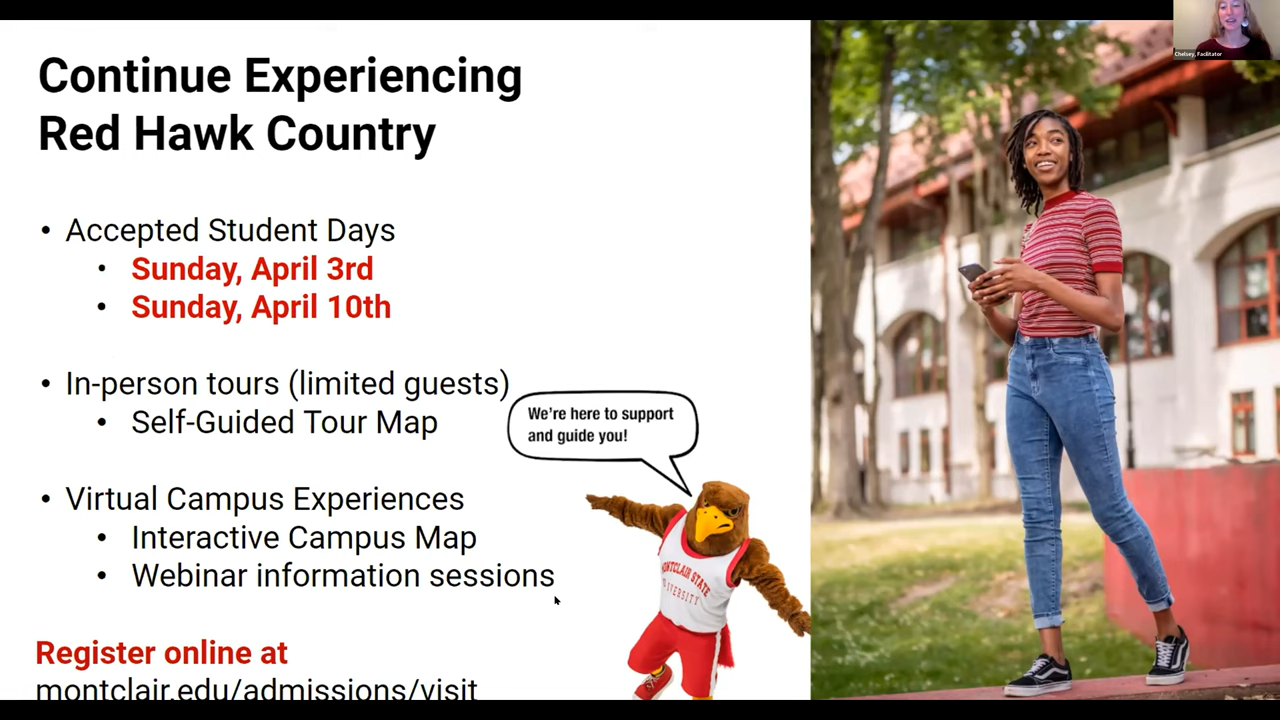 Continue Experiencing
Red Hawk Country
• Accepted Student Days
• Sunday, April 3rd
• Sunday, April 10th
• In-person tours (limited guests)
• Self-Guided Tour Map
• Virtual Campus Experiences
• Interactive Campus Map
• Webinar information sessions
Register online at
montclair.edu/admissions/visit
We're here to support
and guide you!
MONTCLAIR STATE
UNIVERSITY
Chelsey, Facilitator